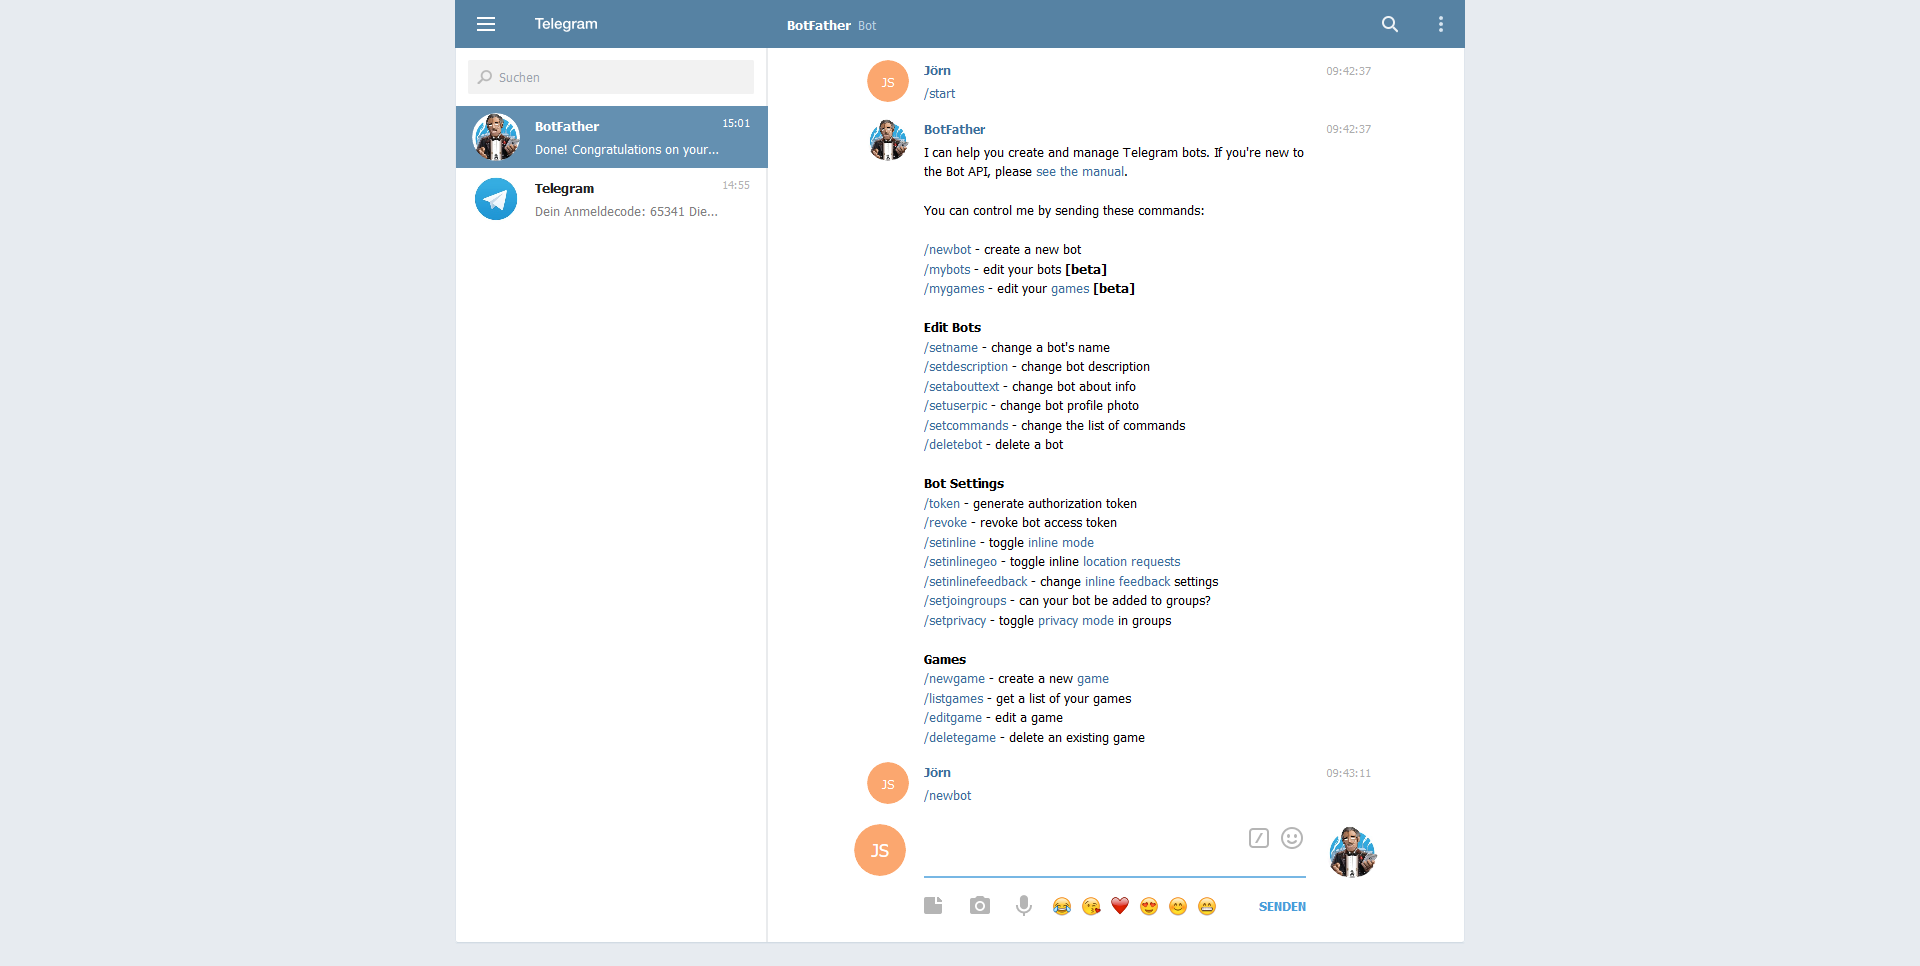 Telegram
BotFather Bot
Suchen
BotFather 15:01
Done! Congratulations on your...
Telegram 14:55
Dein Anmeldecode: 65341 Die...
JS
Jörn 09:42:37
/start
BotFather 09:42:37
I can help you create and manage Telegram bots. If you're new to
the Bot API, please see the manual.
You can control me by sending these commands:
/newbot - create a new bot
/mybots - edit your bots [beta]
/mygames - edit your games [beta]
Edit Bots
/setname - change a bot's name
/setdescription - change bot description
/setabouttext - change bot about info
/setuserpic - change bot profile photo
/setcommands - change the list of commands
/deletebot - delete a bot
Bot Settings
/token - generate authorization token
/revoke - revoke bot access token
/setinline - toggle inline mode
/setinlinegeo - toggle inline location requests
/setinlinefeedback - change inline feedback settings
/setjoingroups - can your bot be added to groups?
/setprivacy - toggle privacy mode in groups
Games
/newgame - create a new game
/listgames - get a list of your games
/editgame - edit a game
/deletegame - delete an existing game
JS
Jörn 09:43:11
/newbot
JS
SENDEN